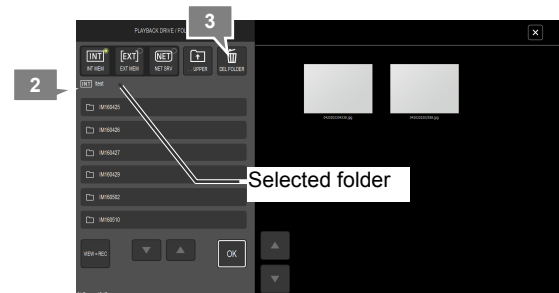 3
PLAYBACK DRIVE / FOL
[INT] [EXT] [NET]
INT MEM EXT MEM NET SRV UPPER DEL FOLDER
2
[INT] test
IM160425
IM160426
IM160427
IM160429
Selected folder
IM160502
IM160510
VIEW+REC
OK